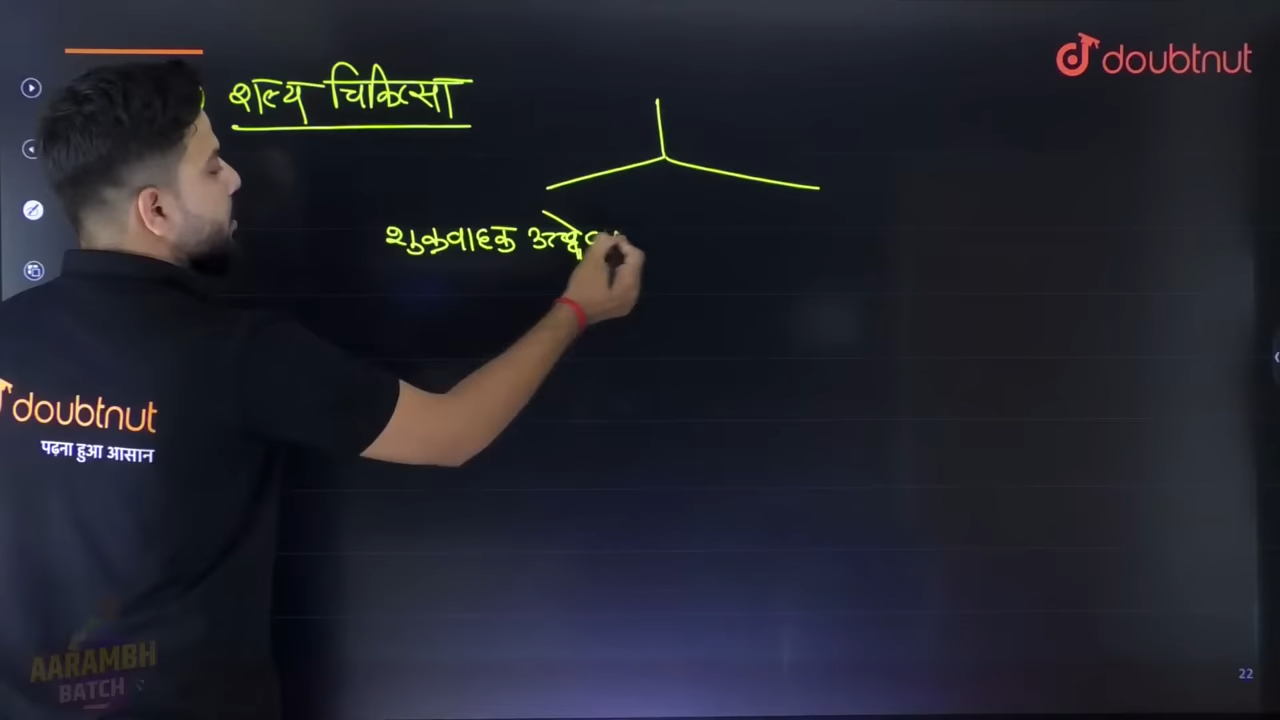 doubtnut
शल्य चिकित्सा
शुक्रवाहक
doubtnut
पढ़ना हुआ आसान
AARAMBH
BATCH
22